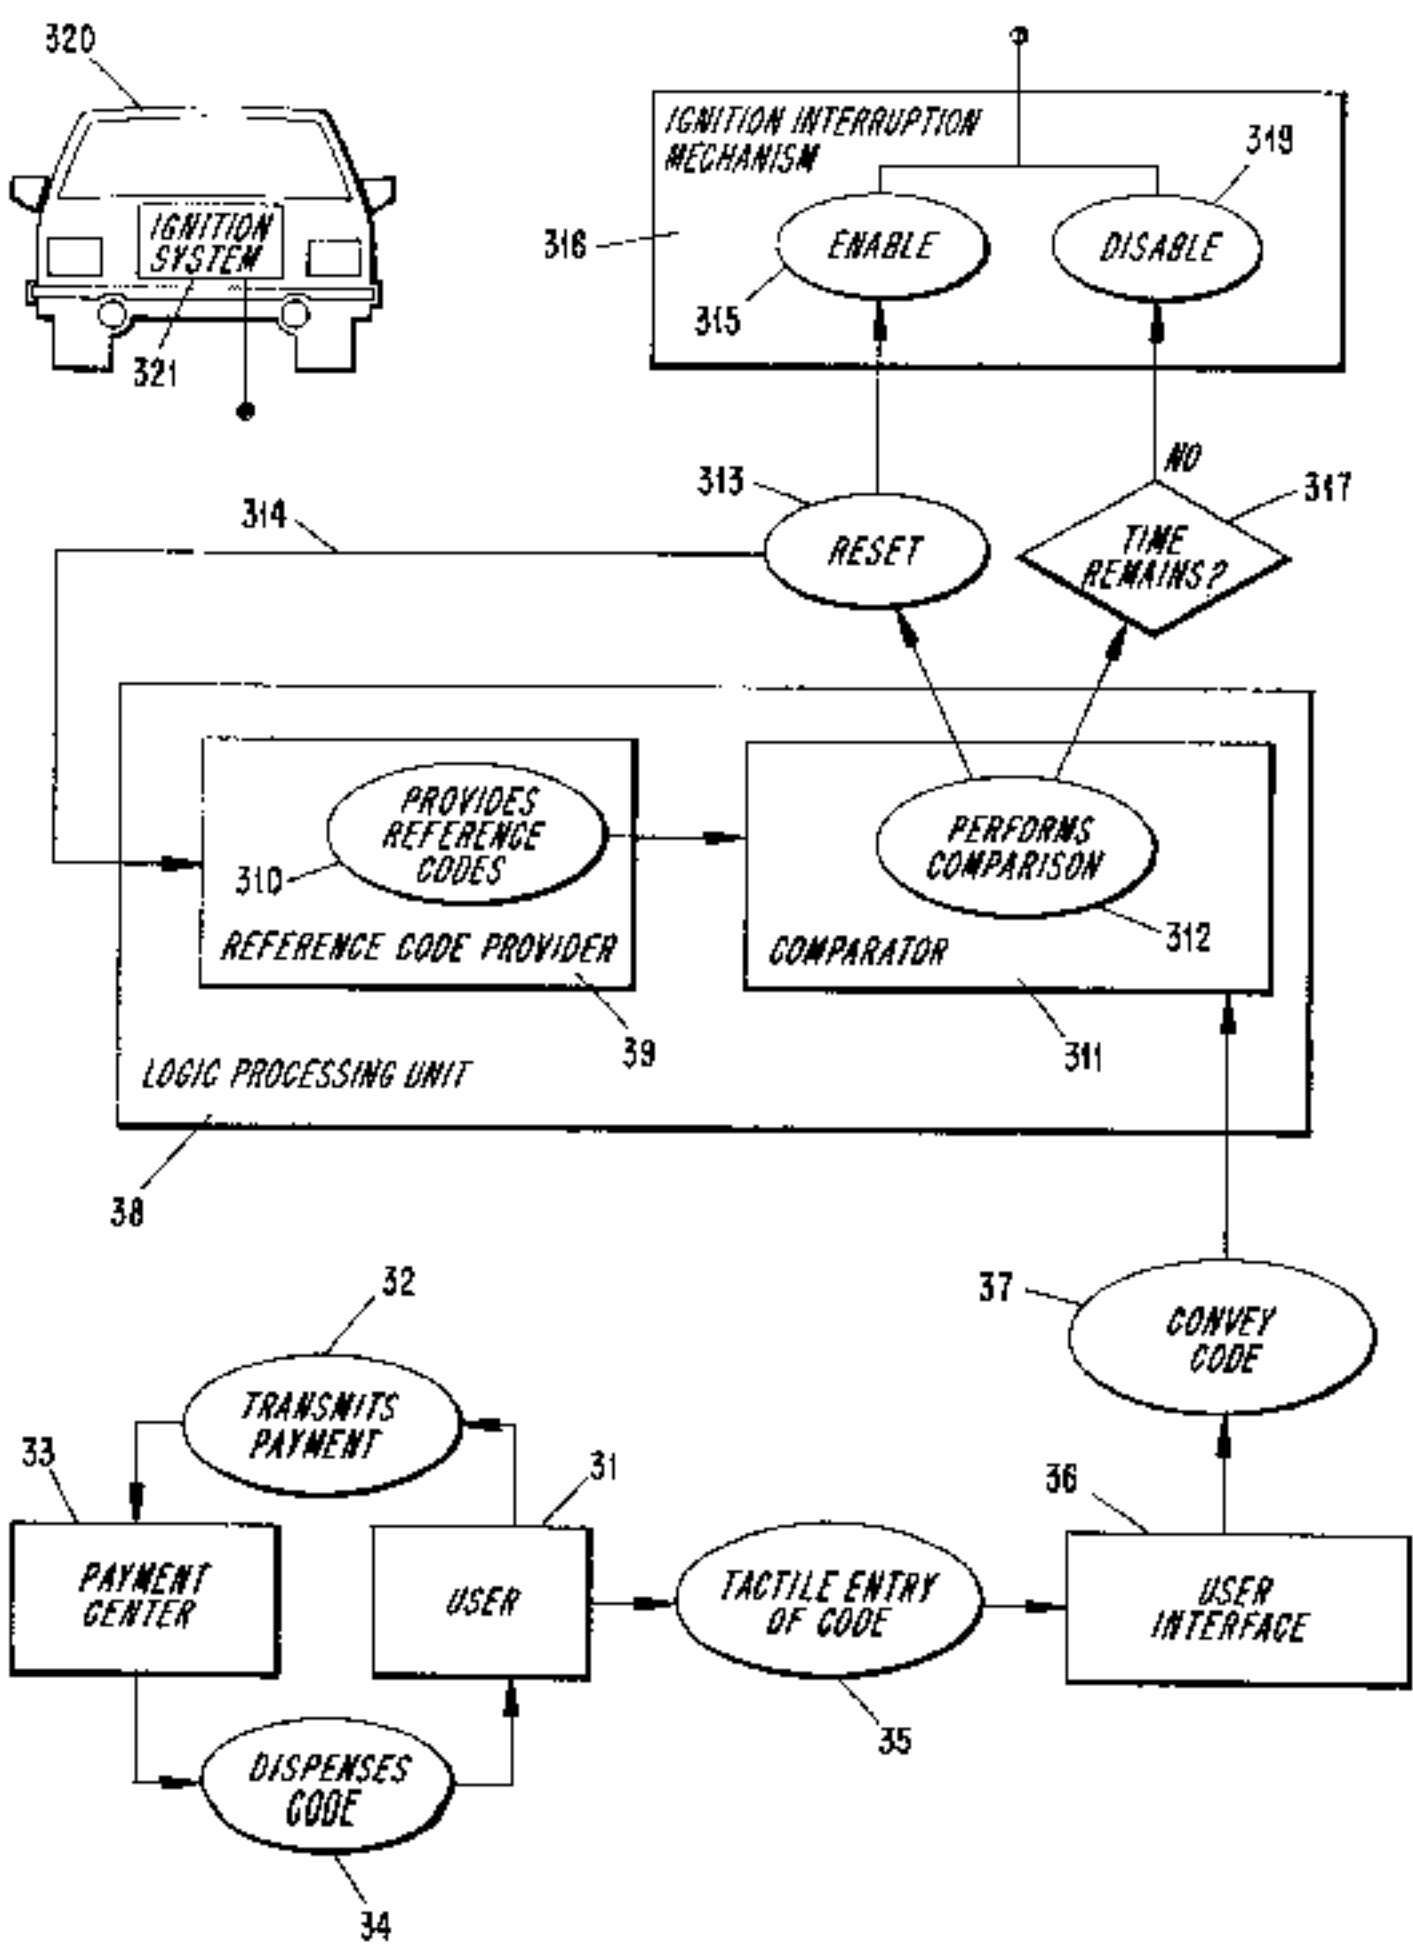 320
IGNITION
SYSTEM
321
IGNITION INTERRUPTION
MECHANISM
319
316
ENABLE
DISABLE
315
NO
313
317
314
RESET
TIME
REMAINS?
PROVIDES
REFERENCE
CODES
310
REFERENCE CODE PROVIDER
39
PERFORMS
COMPARISON
312
COMPARATOR
311
LOGIC PROCESSING UNIT
38
32
37
CONVEY
CODE
TRANSMITS
PAYMENT
33
31
36
PAYMENT
CENTER
USER
TACTILE ENTRY
OF CODE
USER
INTERFACE
35
DISPENSES
CODE
34